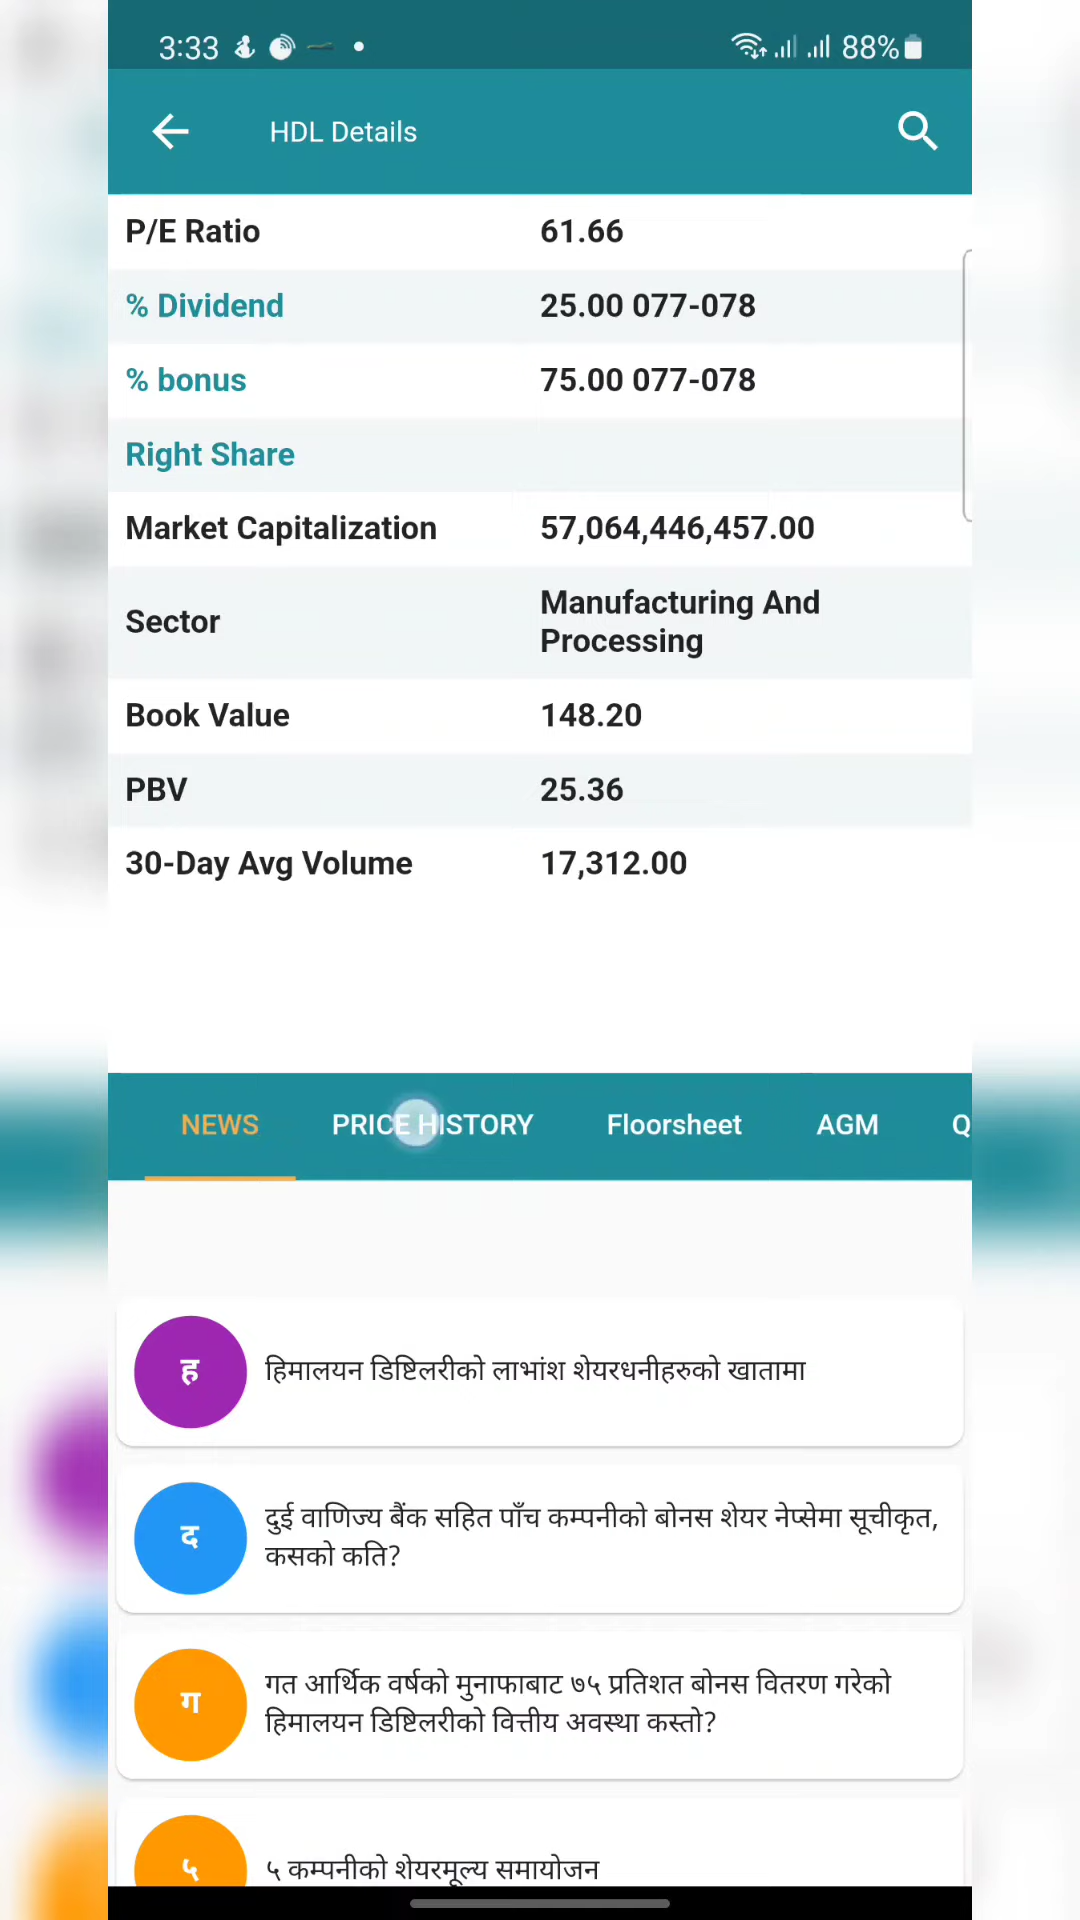 3:33
88%
HDL Details
P/E Ratio 61.66
% Dividend 25.00 077-078
% bonus 75.00 077-078
Right Share
Market Capitalization 57,064,446,457.00
Sector Manufacturing And
Processing
Book Value 148.20
PBV 25.36
30-Day Avg Volume 17,312.00
NEWS PRICE HISTORY Floorsheet AGM Q
ह
हिमालयन डिष्टिलरीको लाभांश शेयरधनीहरुको खातामा
द
दुई वाणिज्य बैंक सहित पाँच कम्पनीको बोनस शेयर नेप्सेमा सूचीकृत,
कसको कति?
ग
गत आर्थिक वर्षको मुनाफाबाट ७५ प्रतिशत बोनस वितरण गरेको
हिमालयन डिष्टिलरीको वित्तीय अवस्था कस्तो?
५
५ कम्पनीको शेयरमूल्य समायोजन